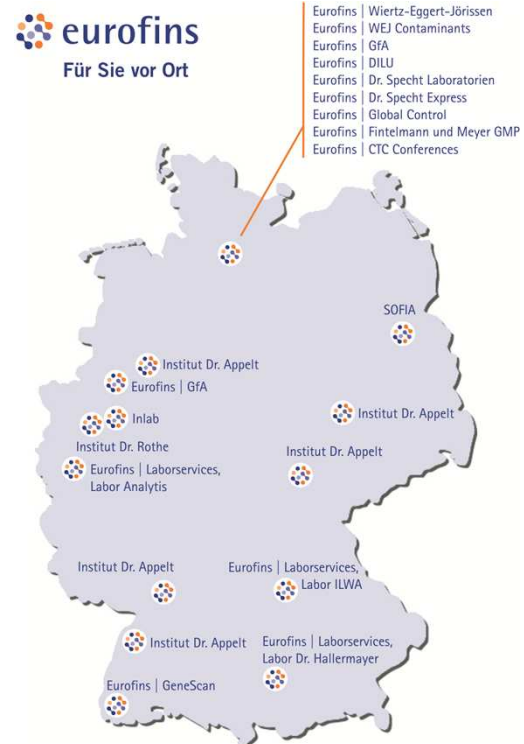 eurofins
Für Sie vor Ort
Eurofins | Wiertz-Eggert-Jörissen
Eurofins | WEJ Contaminants
Eurofins | GfA
Eurofins | DILU
Eurofins | Dr. Specht Laboratorien
Eurofins | Dr. Specht Express
Eurofins | Global Control
Eurofins | Fintelmann und Meyer GMP
Eurofins | CTC Conferences
SOFIA
Institut Dr. Appelt
Eurofins | GfA
Institut Dr. Appelt
Inlab
Institut Dr. Rothe
Institut Dr. Appelt
Eurofins | Laborservices,
Labor Analytis
Institut Dr. Appelt
Eurofins | Laborservices,
Labor ILWA
Institut Dr. Appelt
Eurofins | Laborservices,
Labor Dr. Hallermayer
Eurofins | GeneScan